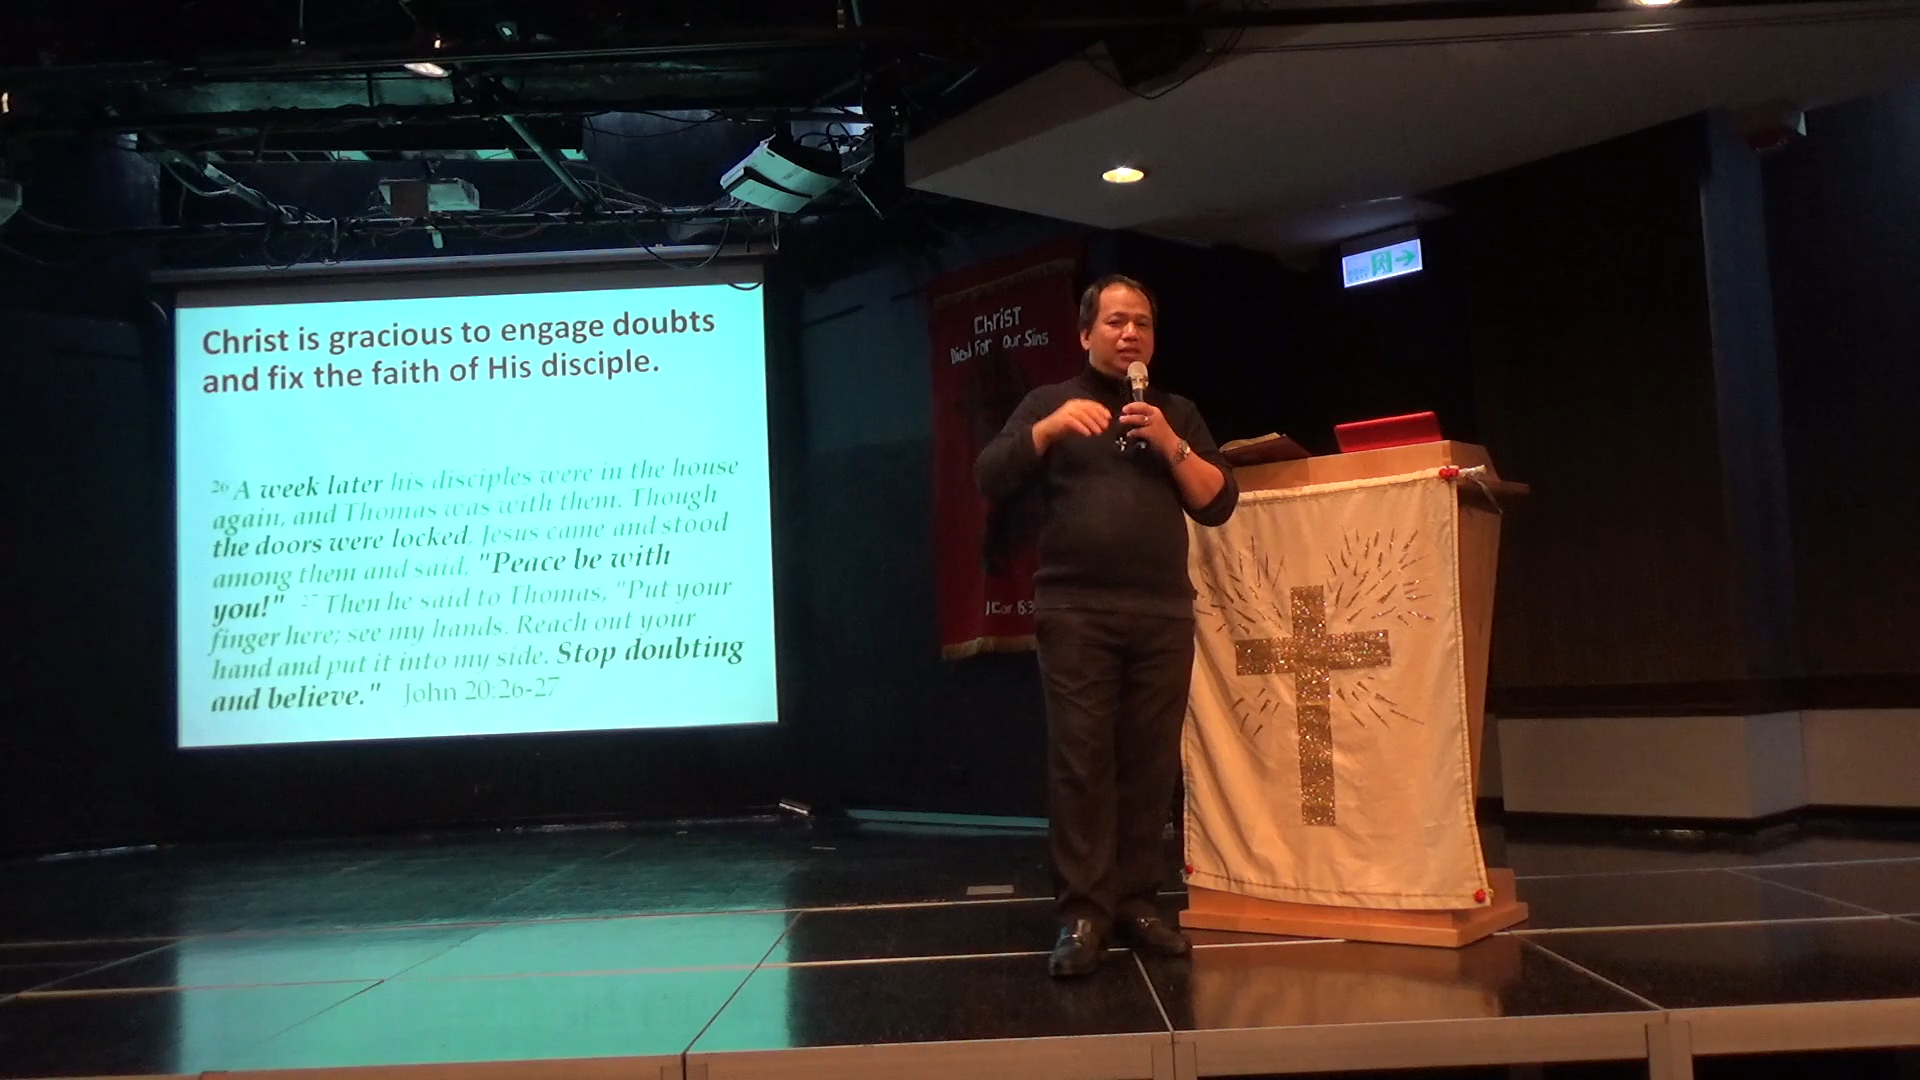 Christ is gracious to engage doubts
and fix the faith of His disciple.
26 A week later his disciples were in the house
again, and Thomas was with them. Though
the doors were locked, Jesus came and stood
among them and said, "Peace be with
you!" 27 Then he said to Thomas, "Put your
finger here; see my hands. Reach out your
hand and put it into my side. Stop doubting
and believe." John 20:26-27
Christ
Died For Our Sins
1 Cor. 15:3